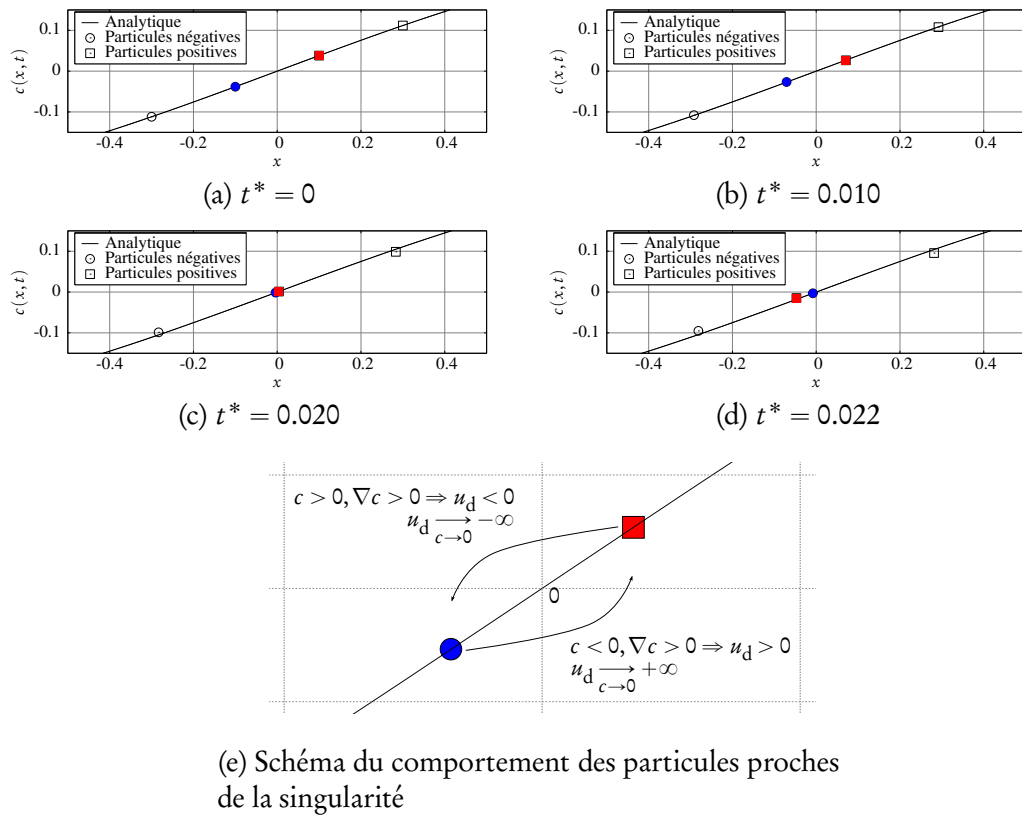 0.1
0
-0.1
c(x,t)
Analytique
Particules négatives
Particules positives
-0.4 -0.2 0 0.2 0.4
x
(a) t* = 0
0.1
0
-0.1
c(x,t)
Analytique
Particules négatives
Particules positives
-0.4 -0.2 0 0.2 0.4
x
(b) t* = 0.010
0.1
0
-0.1
c(x,t)
Analytique
Particules négatives
Particules positives
-0.4 -0.2 0 0.2 0.4
x
(c) t* = 0.020
0.1
0
-0.1
c(x,t)
Analytique
Particules négatives
Particules positives
-0.4 -0.2 0 0.2 0.4
x
(d) t* = 0.022
c > 0, ∇c > 0 ⇒ u_d < 0
u_d ⟶ −∞
c→0
0
c < 0, ∇c > 0 ⇒ u_d > 0
u_d ⟶ +∞
c→0
(e) Schéma du comportement des particules proches
de la singularité